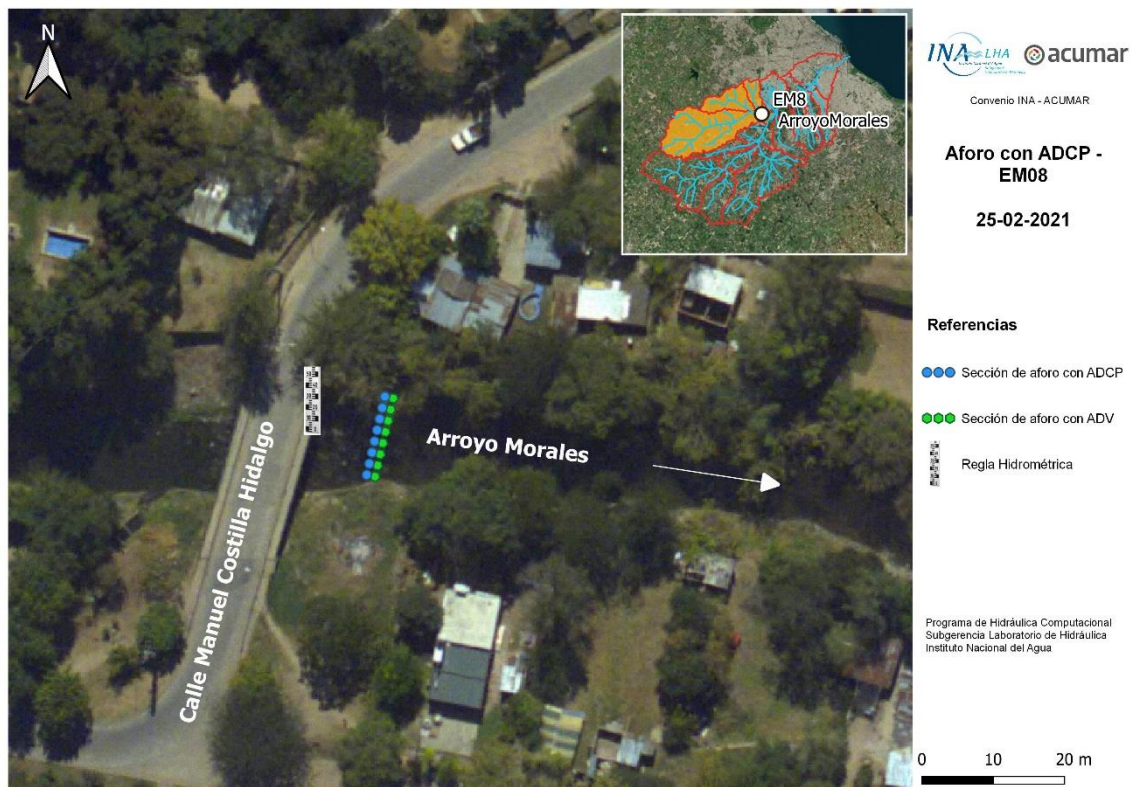 N
EM8
ArroyoMorales
Arroyo Morales
Calle Manuel Costilla Hidalgo
INA LHA
acumar
Convenio INA - ACUMAR
Aforo con ADCP -
EM08
25-02-2021
Referencias
Sección de aforo con ADCP
Sección de aforo con ADV
Regla Hidrométrica
Programa de Hidráulica Computacional
Subgerencia Laboratorio de Hidráulica
Instituto Nacional del Agua
0 10 20 m